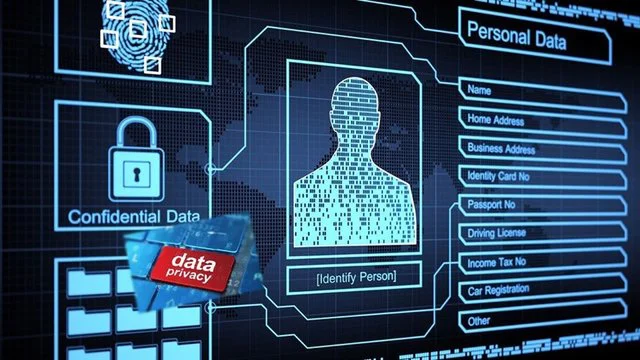 Personal Data
Name
Home Address
Business Address
Identity Card No
Passport No
Driving License
Income Tax No
Car Registration
Other
Confidential Data
data
privacy
[Identify Person]